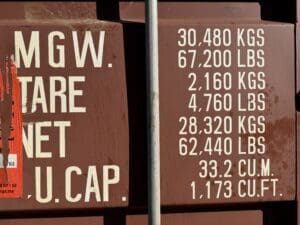 M.G.W.
30,480 KGS
67,200 LBS
TARE
2,160 KGS
4,760 LBS
NET
28,320 KGS
62,440 LBS
.U.CAP.
33.2 CU.M.
1,173 CU.FT.
KG